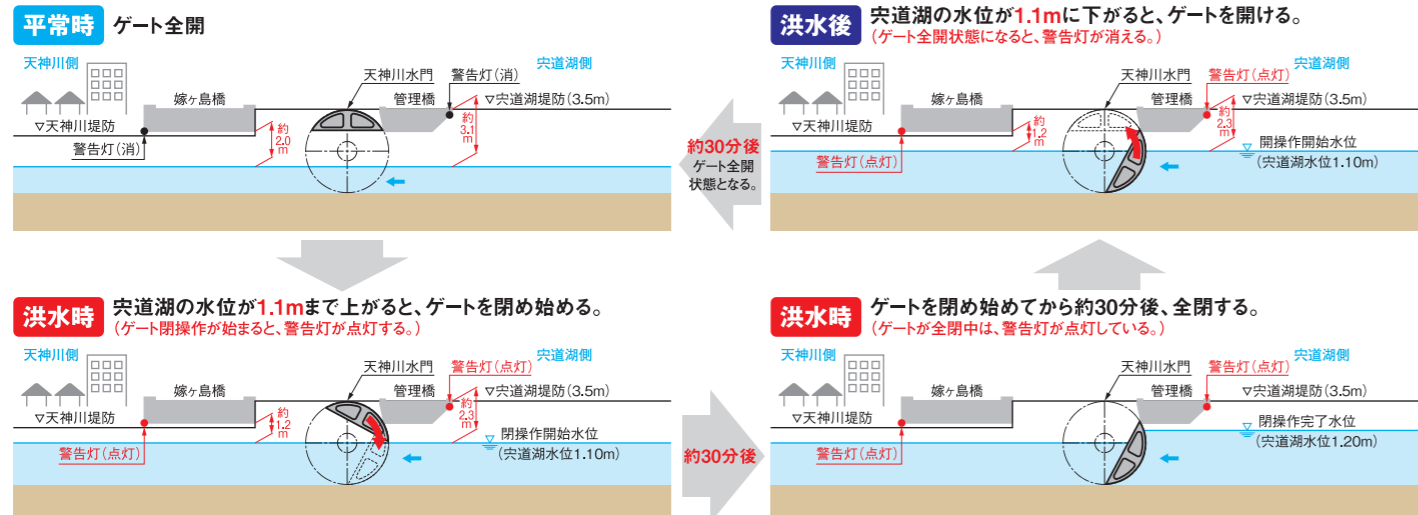 平常時 ゲート全開
天神川側
宍道湖側
天神川水門
警告灯(消)
嫁ヶ島橋
管理橋
▽宍道湖堤防(3.5m)
▽天神川堤防
約2.0m
約3.1m
警告灯(消)
洪水時 宍道湖の水位が1.1mまで上がると、ゲートを閉め始める。
(ゲート閉操作が始まると、警告灯が点灯する。)
天神川側
宍道湖側
天神川水門
警告灯(点灯)
嫁ヶ島橋
管理橋
▽宍道湖堤防(3.5m)
▽天神川堤防
約1.2m
約2.3m
閉操作開始水位
(宍道湖水位1.10m)
警告灯(点灯)
約30分後
洪水時 ゲートを閉め始めてから約30分後、全閉する。
(ゲートが全閉中は、警告灯が点灯している。)
天神川側
宍道湖側
天神川水門
警告灯(点灯)
嫁ヶ島橋
管理橋
▽宍道湖堤防(3.5m)
▽天神川堤防
閉操作完了水位
(宍道湖水位1.20m)
警告灯(点灯)
洪水後 宍道湖の水位が1.1mに下がると、ゲートを開ける。
(ゲート全開状態になると、警告灯が消える。)
天神川側
宍道湖側
天神川水門
警告灯(点灯)
嫁ヶ島橋
管理橋
▽宍道湖堤防(3.5m)
▽天神川堤防
約1.2m
約2.3m
開操作開始水位
(宍道湖水位1.10m)
警告灯(点灯)
約30分後
ゲート全開
状態となる。